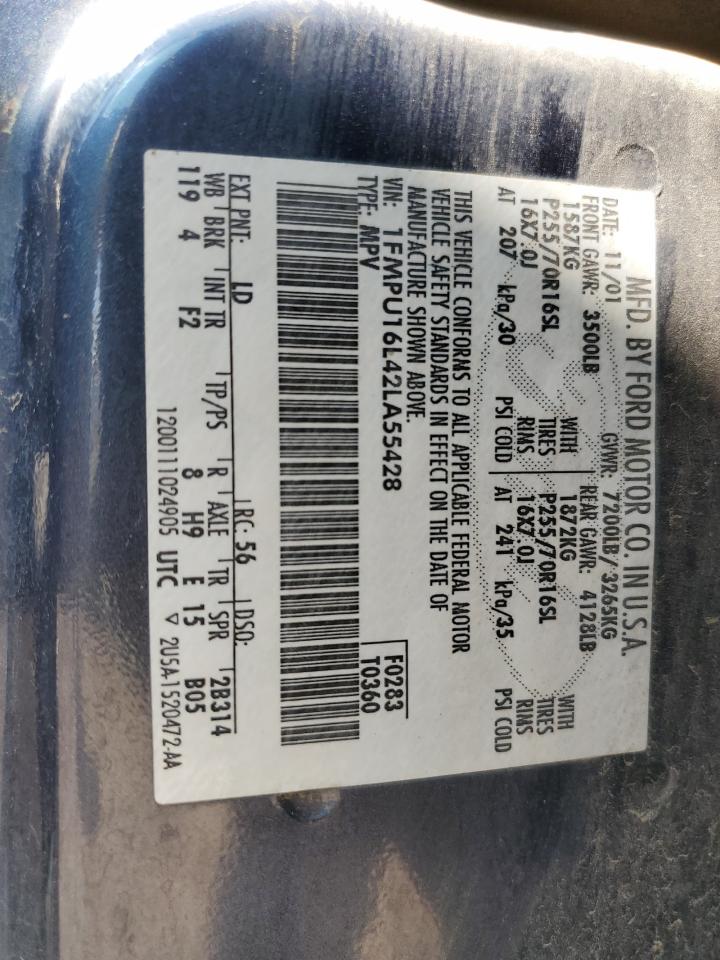 MFD. BY FORD MOTOR CO. IN U.S.A.
DATE: 11/01 GVWR: 7200LB/ 3265KG
FRONT GAWR: 3500LB REAR GAWR: 4128LB
1587KG WITH 1872KG WITH
P255/70R16SL TIRES P255/70R16SL TIRES
16X7.0J RIMS 16X7.0J RIMS
AT 207 kPa/30 PSI COLD AT 241 kPa/35 PSI COLD
THIS VEHICLE CONFORMS TO ALL APPLICABLE FEDERAL MOTOR
VEHICLE SAFETY STANDARDS IN EFFECT ON THE DATE OF
MANUFACTURE SHOWN ABOVE.
VIN: 1FMPU16L42LA55428 F0283
TYPE: MPV T0360
EXT PNT: LD RC: 56 DSO:
WB BRK INT TR TP/PS R AXLE TR SPR 2B314
119 4 F2 8 H9 E 15 B05
1200111024905 UTC ▽ 2U5A-1520472-AA